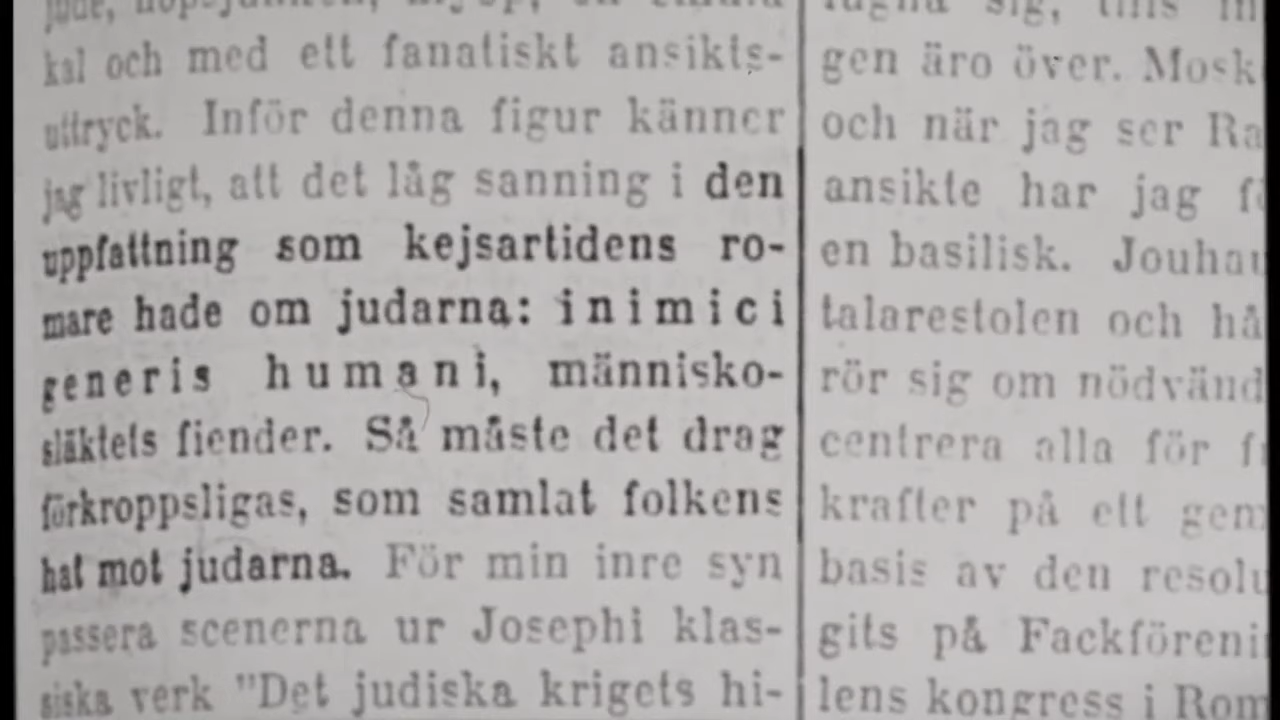 kal och med ett fanatiskt ansikts-
uttryck. Inför denna figur känner
jag livligt, att det låg sanning i den
uppfattning som kejsartidens ro-
mare hade om judarna: inimici
generis humani, människo-
släktets fiender. Så måste det drag
förkroppsligas, som samlat folkens
hat mot judarna. För min inre syn
passera scenerna ur Josephi klas-
siska verk "Det judiska krigets hi-
gen äro över. Mosk
och när jag ser Ra
ansikte har jag f
en basilisk. Jouhau
talarestolen och hå
rör sig om nödvänd
centrera alla för f
krafter på ett gem
basis av den resolu
gits på Fackföreni
lens kongress i Rom